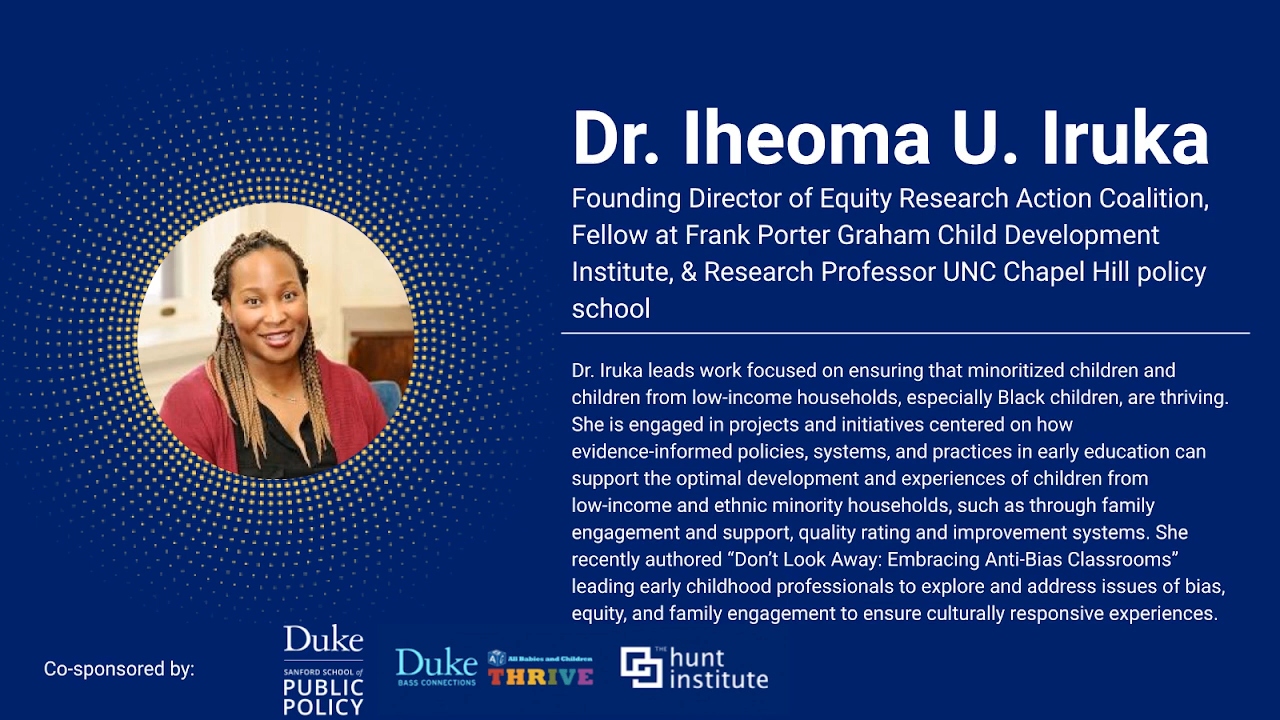 Dr. Iheoma U. Iruka
Founding Director of Equity Research Action Coalition,
Fellow at Frank Porter Graham Child Development
Institute, & Research Professor UNC Chapel Hill policy
school
Dr. Iruka leads work focused on ensuring that minoritized children and
children from low-income households, especially Black children, are thriving.
She is engaged in projects and initiatives centered on how
evidence-informed policies, systems, and practices in early education can
support the optimal development and experiences of children from
low-income and ethnic minority households, such as through family
engagement and support, quality rating and improvement systems. She
recently authored “Don’t Look Away: Embracing Anti-Bias Classrooms”
leading early childhood professionals to explore and address issues of bias,
equity, and family engagement to ensure culturally responsive experiences.
Co-sponsored by:
Duke
SANFORD SCHOOL of
PUBLIC
POLICY
Duke
BASS CONNECTIONS
All Babies and Children
THRIVE
THE
hunt
institute